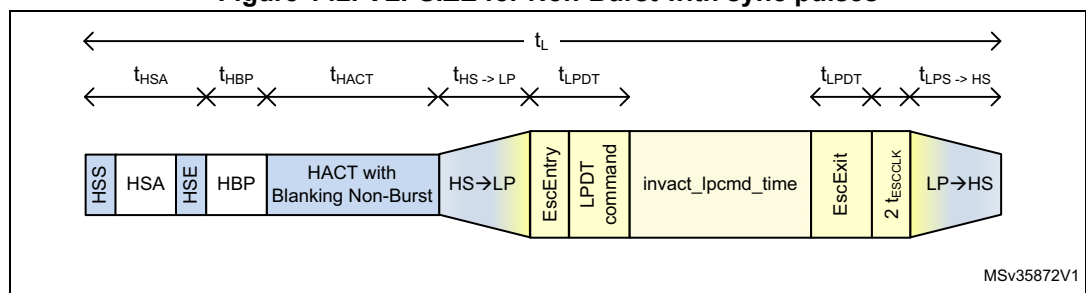 Figure 142. VLPSIZE for Non-Burst with sync pulses
tL
tHSA tHBP tHACT tHS -> LP tLPDT tLPDT tLPS -> HS
HSS
HSA
HSE
HBP
HACT with
Blanking Non-Burst
HS→LP
EscEntry
LPDT
command
invact_lpcmd_time
EscExit
2 tESCCLK
LP→HS
MSv35872V1